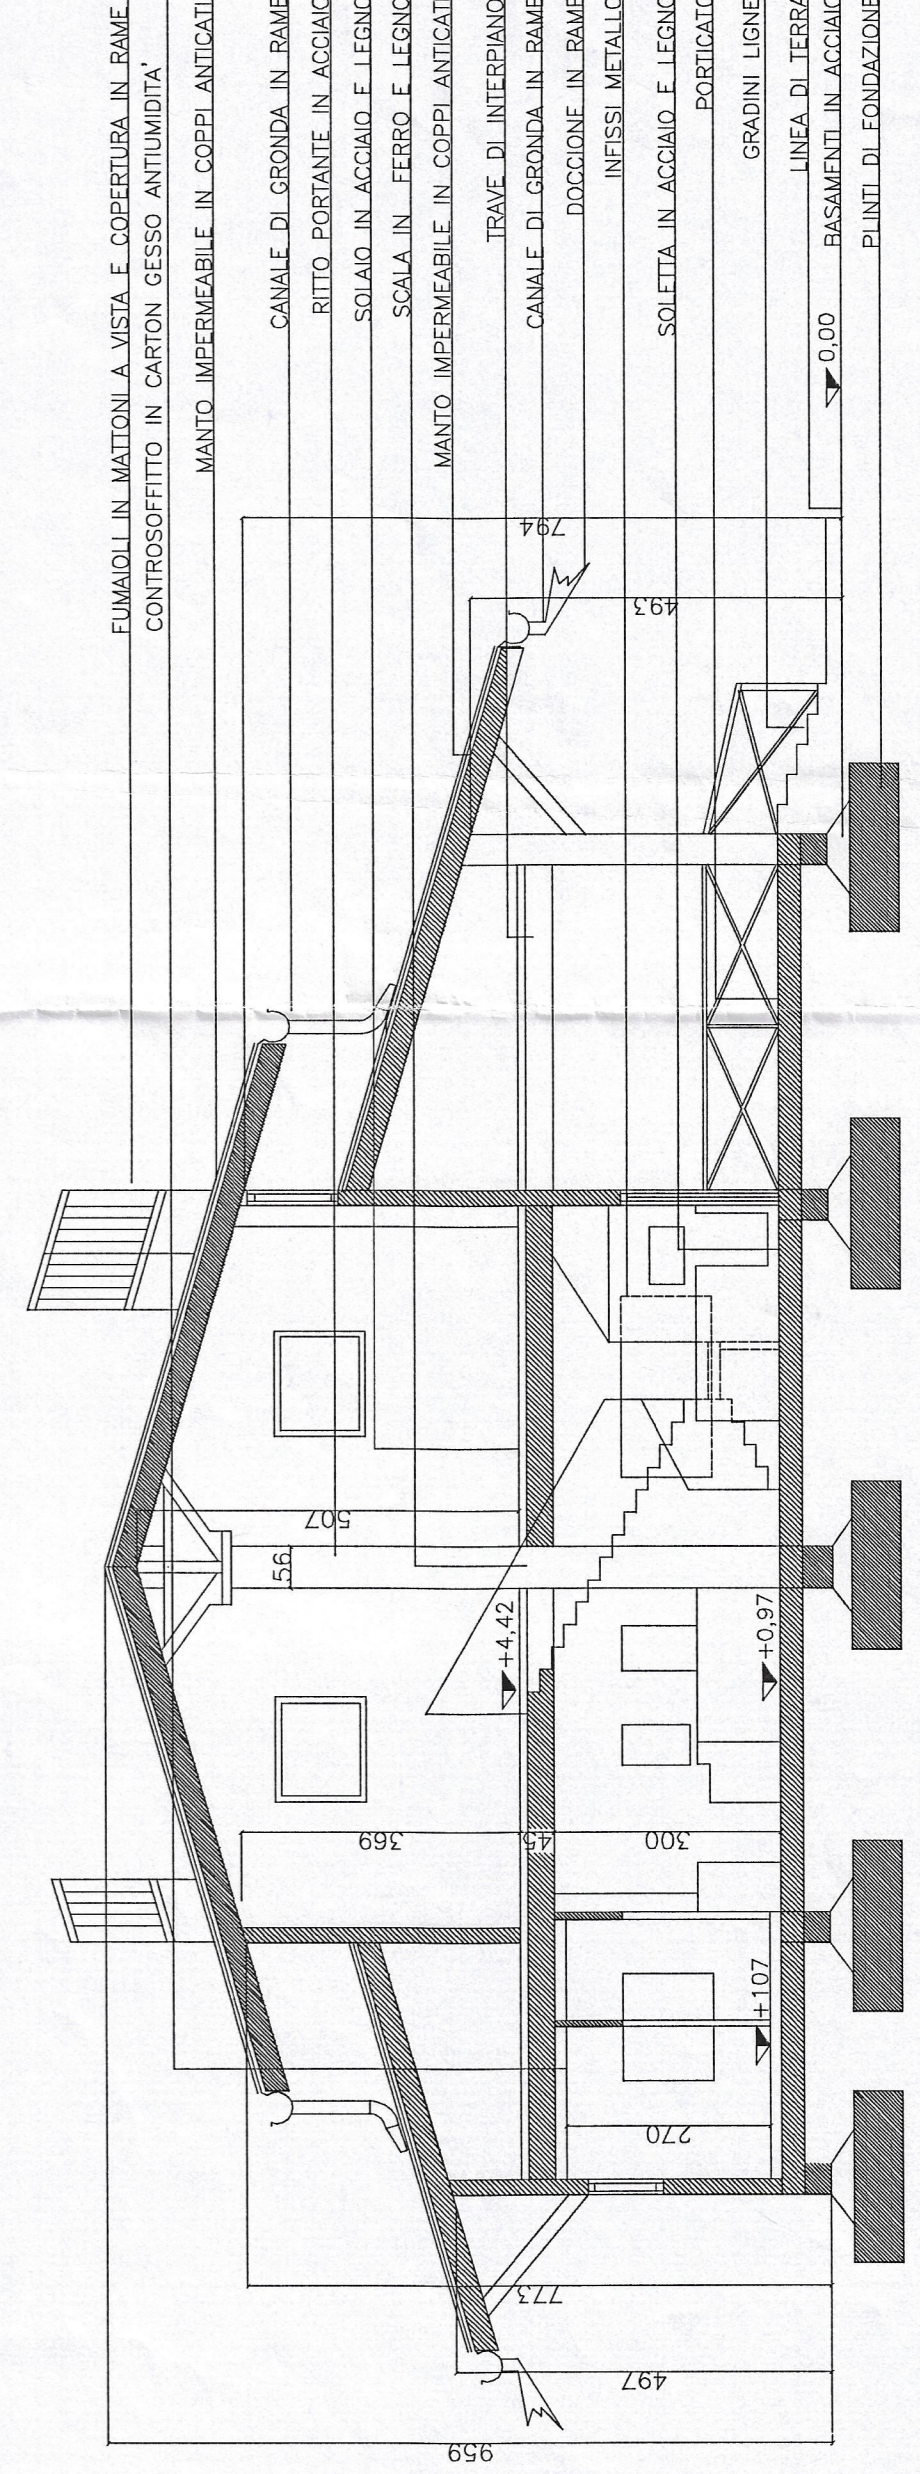 FUMAIOLI IN MATTONI A VISTA E COPERTURA IN RAME
CONTROSOFFITTO IN CARTON GESSO ANTIUMIDITA'
MANTO IMPERMEABILE IN COPPI ANTICATI
CANALE DI GRONDA IN RAME
RITTO PORTANTE IN ACCIAIO
SOLAIO IN ACCIAIO E LEGNO
SCALA IN FERRO E LEGNO
MANTO IMPERMEABILE IN COPPI ANTICATI
TRAVE DI INTERPIANO
CANALE DI GRONDA IN RAME
DOCCIONE IN RAME
INFISSI METALLO
SOLETTA IN ACCIAIO E LEGNO
PORTICATO
GRADINI LIGNE
LINEA DI TERRA
BASAMENTI IN ACCIAIO
PLINTI DI FONDAZIONE
0,00
794
493
507
56
+4,42
+0,97
369
45
300
+107
270
773
497
959